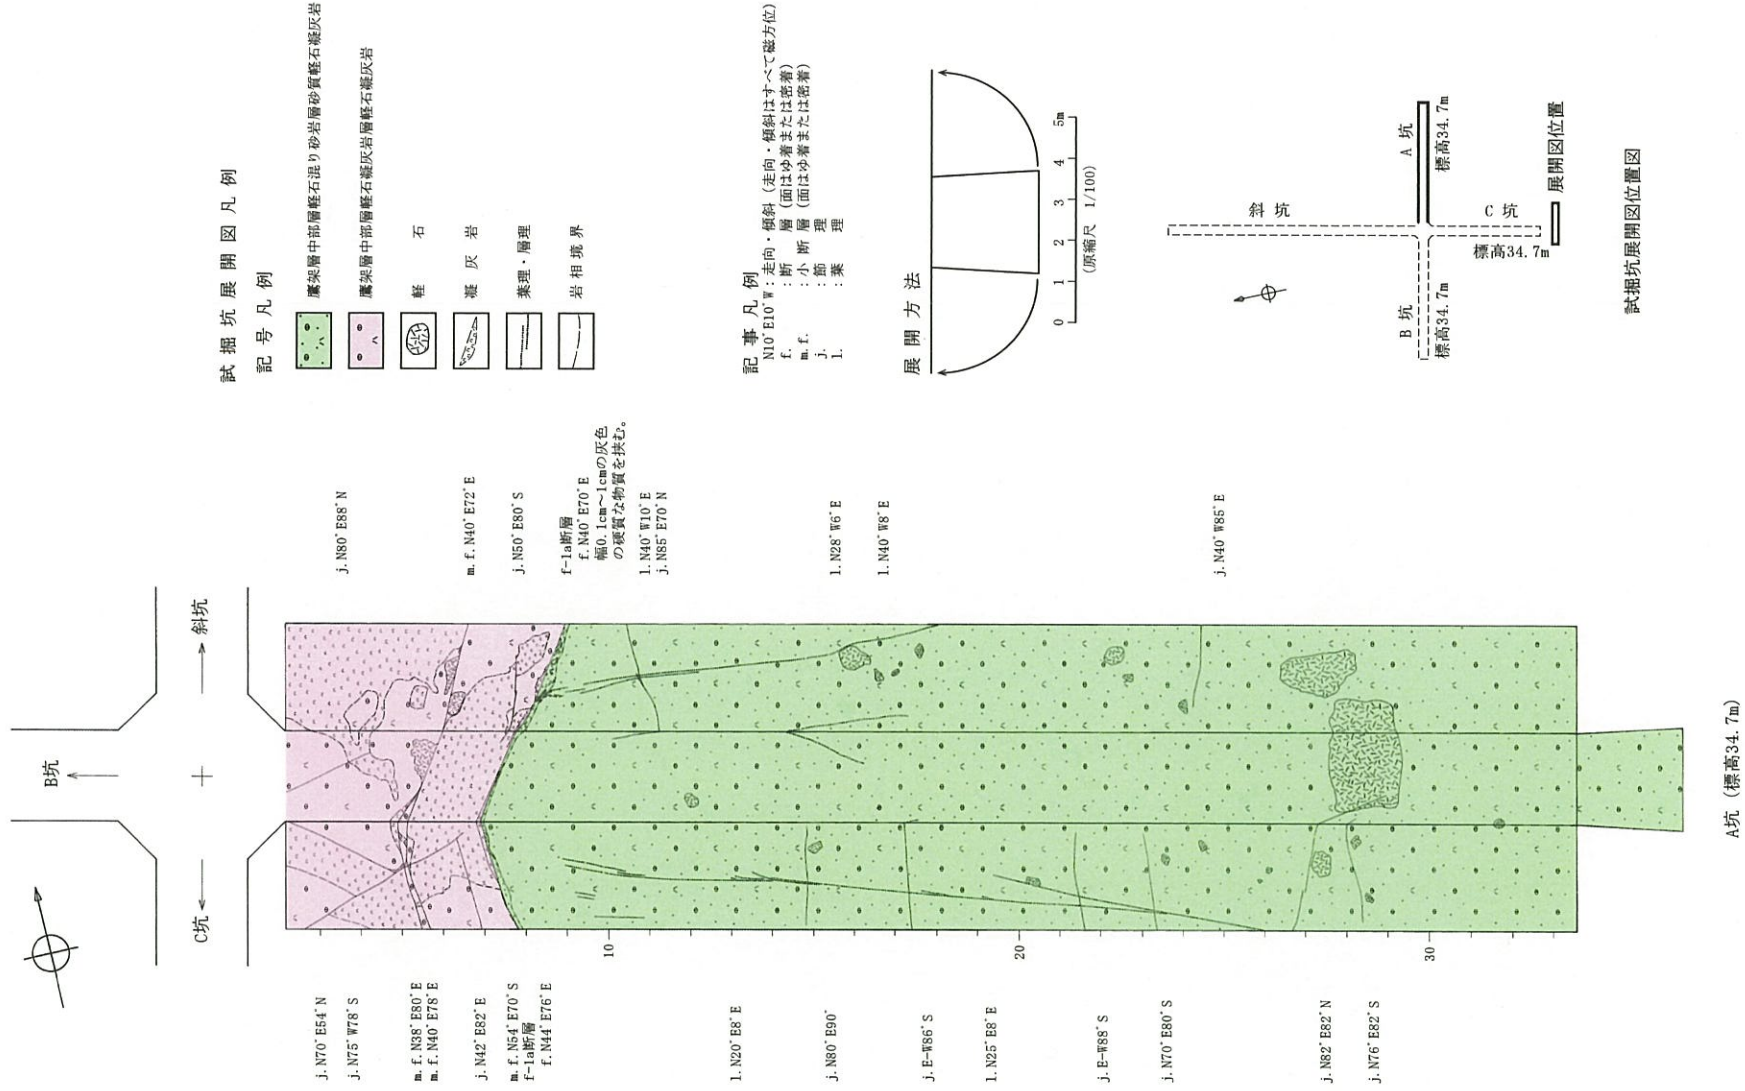 試掘坑展開図凡例
記号凡例
鷹架層中部層軽石混り砂岩層砂質軽石凝灰岩
鷹架層中部層軽石凝灰岩層軽石凝灰岩
軽石
凝灰岩
葉理・層理
岩相境界
記事凡例
N10°E10°W:走向・傾斜(走向・傾斜はすべて磁方位)
f. :断層(面はゆ着または密着)
m.f. :小断層(面はゆ着または密着)
j. :節理
l. :葉理
展開方法
0 1 2 3 4 5m
(原縮尺 1/100)
斜坑
A坑
標高34.7m
B坑
標高34.7m
C坑
標高34.7m
展開図位置
試掘坑展開図位置図
B坑
C坑
斜坑
j.N80°E88°N
m.f.N40°E72°E
j.N50°E80°S
f-1a断層
f.N40°E70°E
幅0.1cm~1cmの灰色
の硬質な物質を挟む。
l.N40°W10°E
j.N85°E70°N
l.N28°W6°E
l.N40°W8°E
j.N40°W85°E
10
20
30
j.N70°E54°N
j.N75°W78°S
m.f.N38°E80°E
m.f.N40°E78°E
j.N42°E82°E
m.f.N54°E70°S
f-1a断層
f.N44°E76°E
l.N20°E8°E
j.N80°E90°
j.E-W86°S
l.N25°E8°E
j.E-W88°S
j.N70°E80°S
j.N82°E82°N
j.N76°E82°S
A坑(標高34.7m)